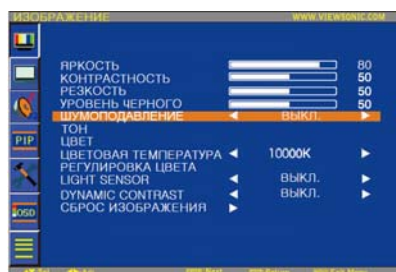 ИЗОБРАЖЕНИЕ WWW.VIEWSONIC.COM
ЯРКОСТЬ 80
КОНТРАСТНОСТЬ 50
РЕЗКОСТЬ 50
УРОВЕНЬ ЧЕРНОГО 50
ШУМОПОДАВЛЕНИЕ ВЫКЛ.
ТОН
ЦВЕТ
ЦВЕТОВАЯ ТЕМПЕРАТУРА 10000K
РЕГУЛИРОВКА ЦВЕТА
LIGHT SENSOR ВЫКЛ.
DYNAMIC CONTRAST ВЫКЛ.
СБРОС ИЗОБРАЖЕНИЯ
PIP
OSD